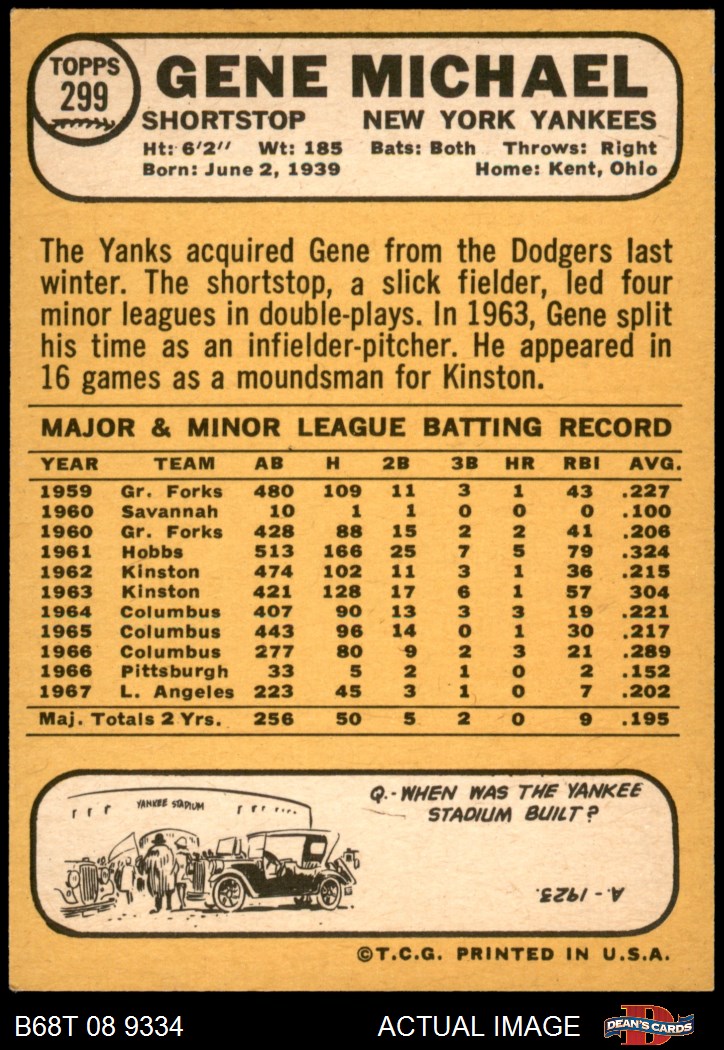 TOPPS
299
GENE MICHAEL
SHORTSTOP NEW YORK YANKEES
Ht: 6'2" Wt: 185 Bats: Both Throws: Right
Born: June 2, 1939 Home: Kent, Ohio
The Yanks acquired Gene from the Dodgers last
winter. The shortstop, a slick fielder, led four
minor leagues in double-plays. In 1963, Gene split
his time as an infielder-pitcher. He appeared in
16 games as a moundsman for Kinston.
MAJOR & MINOR LEAGUE BATTING RECORD
YEAR TEAM AB H 2B 3B HR RBI AVG.
1959 Gr. Forks 480 109 11 3 1 43 .227
1960 Savannah 10 1 1 0 0 0 .100
1960 Gr. Forks 428 88 15 2 2 41 .206
1961 Hobbs 513 166 25 7 5 79 .324
1962 Kinston 474 102 11 3 1 36 .215
1963 Kinston 421 128 17 6 1 57 304
1964 Columbus 407 90 13 3 3 19 .221
1965 Columbus 443 96 14 0 1 30 .217
1966 Columbus 277 80 9 2 3 21 .289
1966 Pittsburgh 33 5 2 1 0 2 .152
1967 L. Angeles 223 45 3 1 0 7 .202
Maj. Totals 2 Yrs. 256 50 5 2 0 9 .195
YANKEE STADIUM
Q.- WHEN WAS THE YANKEE
STADIUM BUILT?
A.- 1923.
©T.C.G. PRINTED IN U.S.A.
B68T 08 9334 ACTUAL IMAGE DEAN'S CARDS